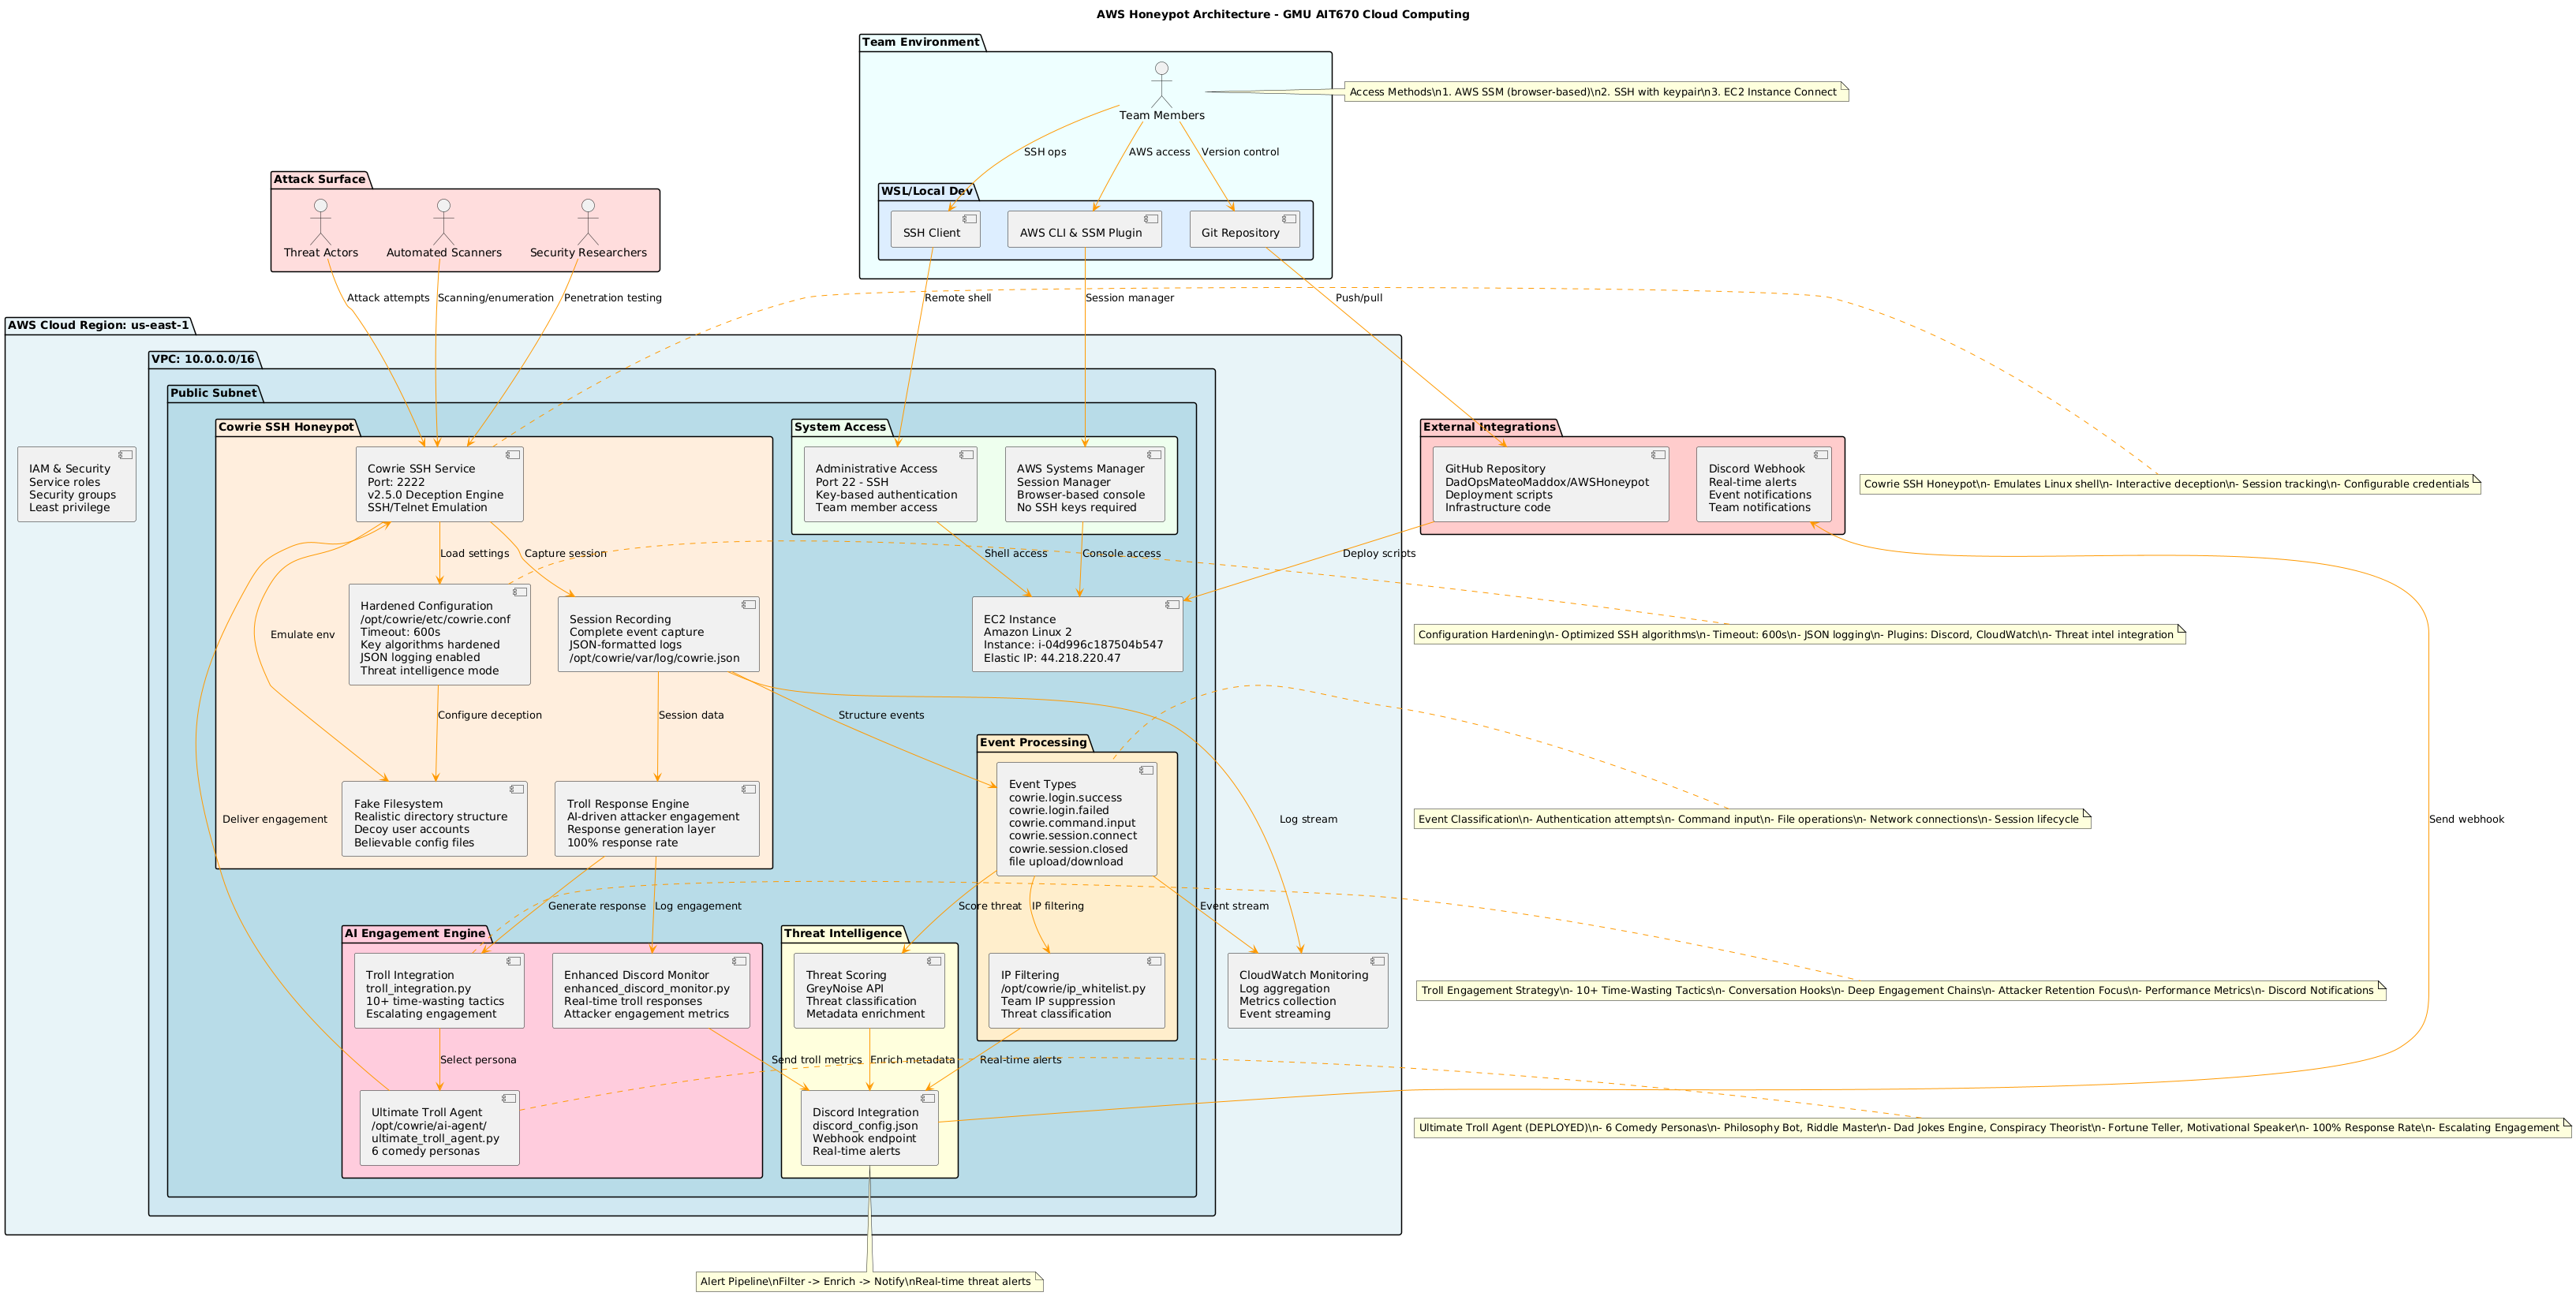 AWS Honeypot Architecture - GMU AIT670 Cloud Computing
Team Environment
Team Members
Access Methods\n1. AWS SSM (browser-based)\n2. SSH with keypair\n3. EC2 Instance Connect
SSH ops
AWS access
Version control
WSL/Local Dev
SSH Client
AWS CLI & SSM Plugin
Git Repository
Attack Surface
Threat Actors
Automated Scanners
Security Researchers
Attack attempts
Scanning/enumeration
Penetration testing
Remote shell
Session manager
Push/pull
AWS Cloud Region: us-east-1
VPC: 10.0.0.0/16
Public Subnet
IAM & Security
Service roles
Security groups
Least privilege
Cowrie SSH Honeypot
Cowrie SSH Service
Port: 2222
v2.5.0 Deception Engine
SSH/Telnet Emulation
System Access
Administrative Access
Port 22 - SSH
Key-based authentication
Team member access
AWS Systems Manager
Session Manager
Browser-based console
No SSH keys required
External Integrations
GitHub Repository
DadOpsMateoMaddox/AWSHoneypot
Deployment scripts
Infrastructure code
Discord Webhook
Real-time alerts
Event notifications
Team notifications
Cowrie SSH Honeypot\n- Emulates Linux shell\n- Interactive deception\n- Session tracking\n- Configurable credentials
Load settings
Capture session
Shell access
Console access
Deploy scripts
Emulate env
Hardened Configuration
/opt/cowrie/etc/cowrie.conf
Timeout: 600s
Key algorithms hardened
JSON logging enabled
Threat intelligence mode
Session Recording
Complete event capture
JSON-formatted logs
/opt/cowrie/var/log/cowrie.json
EC2 Instance
Amazon Linux 2
Instance: i-04d996c187504b547
Elastic IP: 44.218.220.47
Configuration Hardening\n- Optimized SSH algorithms\n- Timeout: 600s\n- JSON logging\n- Plugins: Discord, CloudWatch\n- Threat intel integration
Configure deception
Session data
Structure events
Deliver engagement
Fake Filesystem
Realistic directory structure
Decoy user accounts
Believable config files
Troll Response Engine
AI-driven attacker engagement
Response generation layer
100% response rate
Event Processing
Event Types
cowrie.login.success
cowrie.login.failed
cowrie.command.input
cowrie.session.connect
cowrie.session.closed
file upload/download
Log stream
Event Classification\n- Authentication attempts\n- Command input\n- File operations\n- Network connections\n- Session lifecycle
Send webhook
Generate response
Log engagement
Score threat
IP filtering
Event stream
AI Engagement Engine
Troll Integration
troll_integration.py
10+ time-wasting tactics
Escalating engagement
Enhanced Discord Monitor
enhanced_discord_monitor.py
Real-time troll responses
Attacker engagement metrics
Threat Intelligence
Threat Scoring
GreyNoise API
Threat classification
Metadata enrichment
IP Filtering
/opt/cowrie/ip_whitelist.py
Team IP suppression
Threat classification
CloudWatch Monitoring
Log aggregation
Metrics collection
Event streaming
Troll Engagement Strategy\n- 10+ Time-Wasting Tactics\n- Conversation Hooks\n- Deep Engagement Chains\n- Attacker Retention Focus\n- Performance Metrics\n- Discord Notifications
Select persona
Send troll metrics
Enrich metadata
Real-time alerts
Ultimate Troll Agent
/opt/cowrie/ai-agent/
ultimate_troll_agent.py
6 comedy personas
Discord Integration
discord_config.json
Webhook endpoint
Real-time alerts
Ultimate Troll Agent (DEPLOYED)\n- 6 Comedy Personas\n- Philosophy Bot, Riddle Master\n- Dad Jokes Engine, Conspiracy Theorist\n- Fortune Teller, Motivational Speaker\n- 100% Response Rate\n- Escalating Engagement
Alert Pipeline\nFilter -> Enrich -> Notify\nReal-time threat alerts